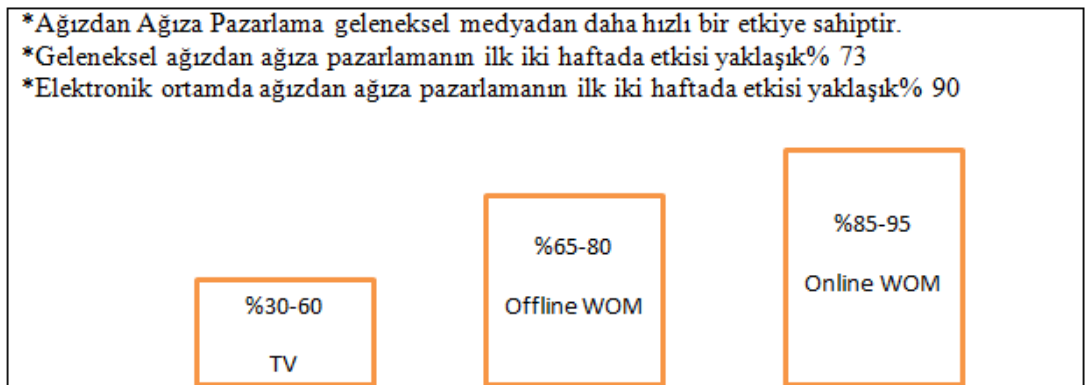 *Ağızdan Ağıza Pazarlama geleneksel medyadan daha hızlı bir etkiye sahiptir.
*Geleneksel ağızdan ağıza pazarlamanın ilk iki haftada etkisi yaklaşık% 73
*Elektronik ortamda ağızdan ağıza pazarlamanın ilk iki haftada etkisi yaklaşık% 90
%30-60
TV
%65-80
Offline WOM
%85-95
Online WOM